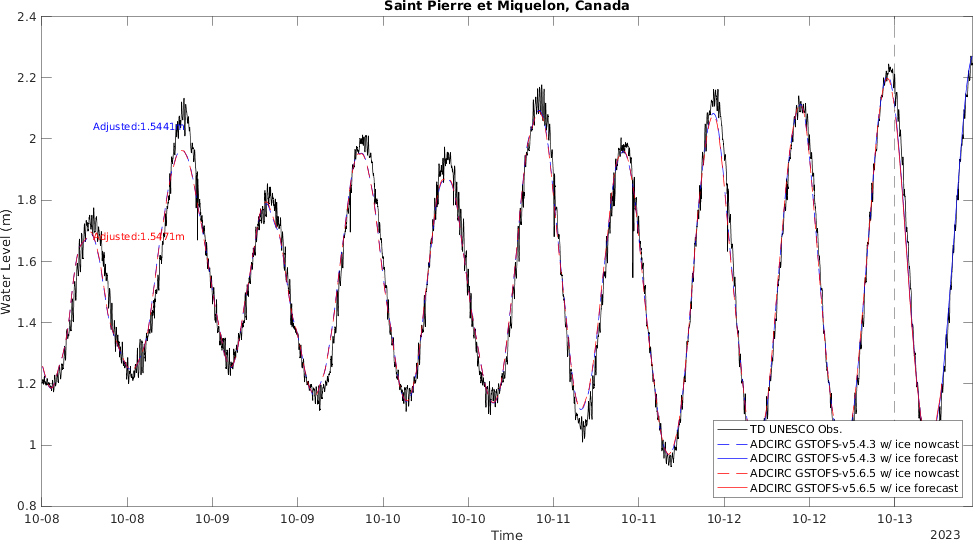 Saint Pierre et Miquelon, Canada
2.4
2.2
2
1.8
1.6
1.4
1.2
1
0.8
Water Level (m)
Adjusted:1.5441m
Adjusted:1.5471m
TD UNESCO Obs.
ADCIRC GSTOFS-v5.4.3 w/ ice nowcast
ADCIRC GSTOFS-v5.4.3 w/ ice forecast
ADCIRC GSTOFS-v5.6.5 w/ ice nowcast
ADCIRC GSTOFS-v5.6.5 w/ ice forecast
10-08 10-08 10-09 10-09 10-10 10-10 10-11 10-11 10-12 10-12 10-13
Time
2023